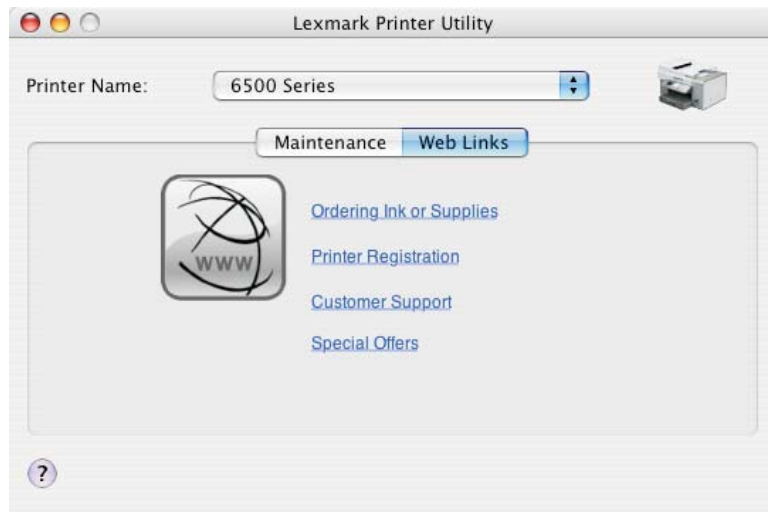 Lexmark Printer Utility
Printer Name: 6500 Series
Maintenance Web Links
WWW
Ordering Ink or Supplies
Printer Registration
Customer Support
Special Offers
?